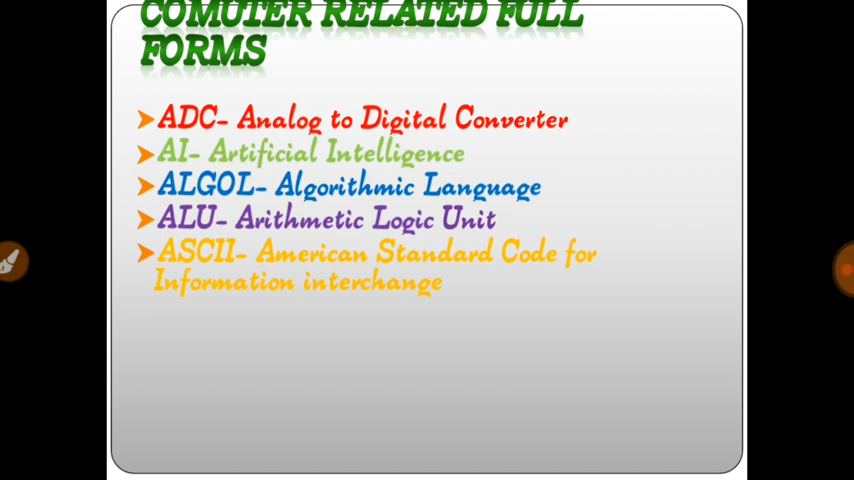 COMUTER RELATED FULL
FORMS
ADC- Analog to Digital Converter
AI- Artificial Intelligence
ALGOL- Algorithmic Language
ALU- Arithmetic Logic Unit
ASCII- American Standard Code for
Information interchange